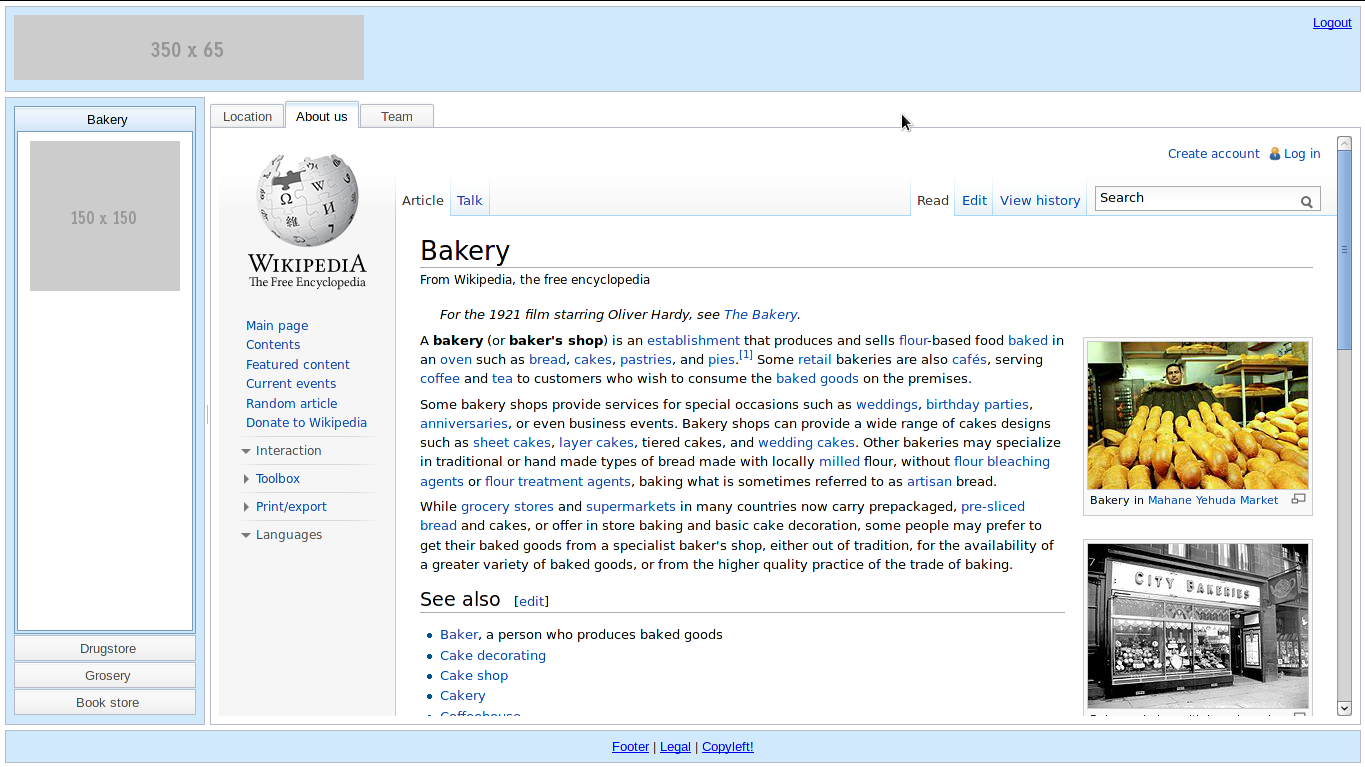 350 x 65
Logout
Bakery
150 x 150
Drugstore
Grosery
Book store
Location
About us
Team
WIKIPEDIA
The Free Encyclopedia
Main page
Contents
Featured content
Current events
Random article
Donate to Wikipedia
Interaction
Toolbox
Print/export
Languages
Create account
Log in
Article
Talk
Read
Edit
View history
Search
Bakery
From Wikipedia, the free encyclopedia
For the 1921 film starring Oliver Hardy, see The Bakery.
A bakery (or baker's shop) is an establishment that produces and sells flour-based food baked in
an oven such as bread, cakes, pastries, and pies.[1] Some retail bakeries are also cafés, serving
coffee and tea to customers who wish to consume the baked goods on the premises.
Some bakery shops provide services for special occasions such as weddings, birthday parties,
anniversaries, or even business events. Bakery shops can provide a wide range of cakes designs
such as sheet cakes, layer cakes, tiered cakes, and wedding cakes. Other bakeries may specialize
in traditional or hand made types of bread made with locally milled flour, without flour bleaching
agents or flour treatment agents, baking what is sometimes referred to as artisan bread.
While grocery stores and supermarkets in many countries now carry prepackaged, pre-sliced
bread and cakes, or offer in store baking and basic cake decoration, some people may prefer to
get their baked goods from a specialist baker's shop, either out of tradition, for the availability of
a greater variety of baked goods, or from the higher quality practice of the trade of baking.
See also [edit]
Baker, a person who produces baked goods
Cake decorating
Cake shop
Cakery
Coffeehouse
Bakery in Mahane Yehuda Market
CITY BAKERIES
Footer | Legal | Copyleft!